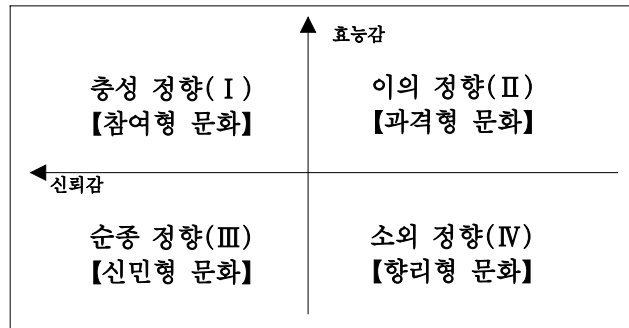 효능감
충성 정향(Ⅰ) 이의 정향(Ⅱ)
【참여형 문화】 【과격형 문화】
신뢰감
순종 정향(Ⅲ) 소외 정향(Ⅳ)
【신민형 문화】 【향리형 문화】